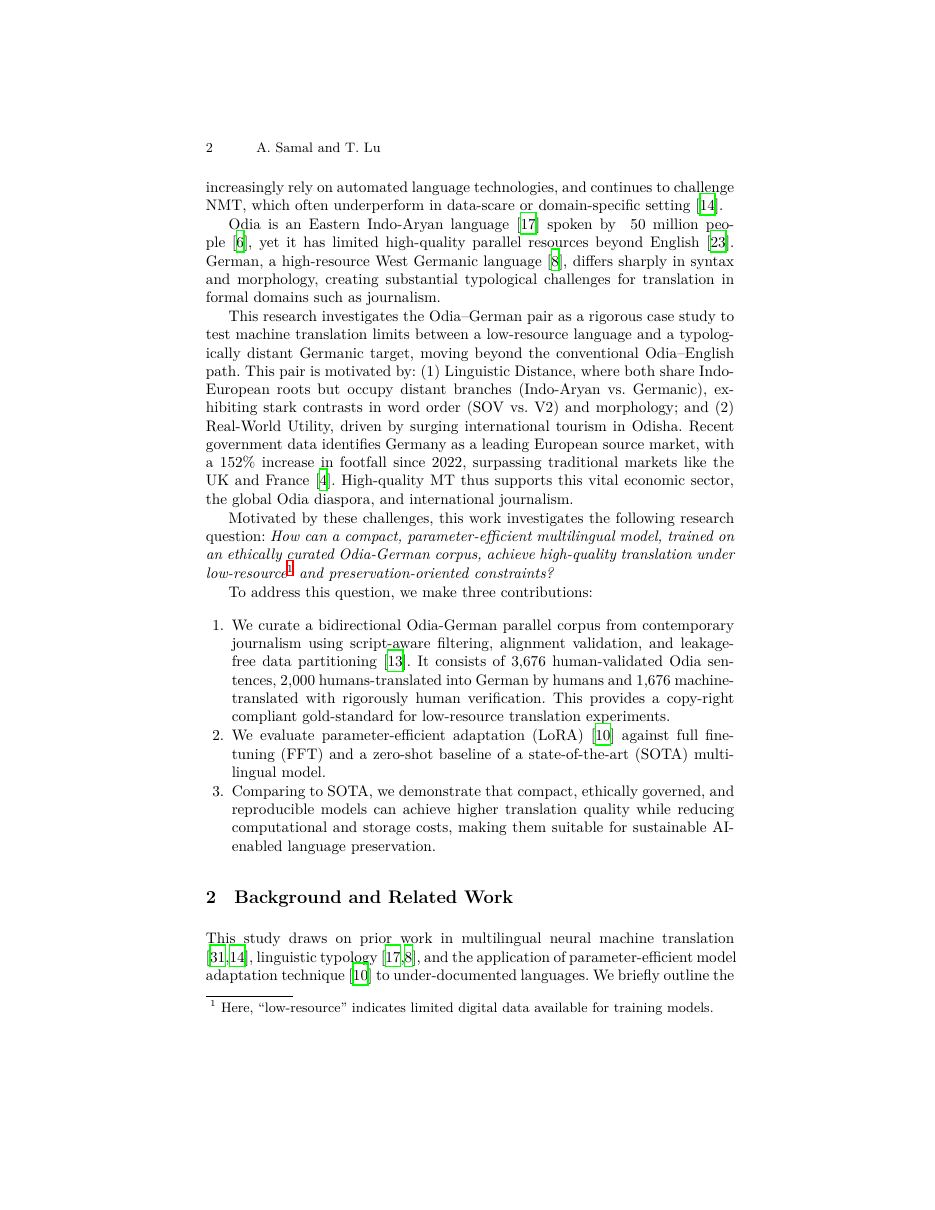 2 A. Samal and T. Lu
increasingly rely on automated language technologies, and continues to challenge
NMT, which often underperform in data-scare or domain-specific setting [14].
Odia is an Eastern Indo-Aryan language [17] spoken by 50 million peo-
ple [6], yet it has limited high-quality parallel resources beyond English [23].
German, a high-resource West Germanic language [8], differs sharply in syntax
and morphology, creating substantial typological challenges for translation in
formal domains such as journalism.
This research investigates the Odia–German pair as a rigorous case study to
test machine translation limits between a low-resource language and a typolog-
ically distant Germanic target, moving beyond the conventional Odia–English
path. This pair is motivated by: (1) Linguistic Distance, where both share Indo-
European roots but occupy distant branches (Indo-Aryan vs. Germanic), ex-
hibiting stark contrasts in word order (SOV vs. V2) and morphology; and (2)
Real-World Utility, driven by surging international tourism in Odisha. Recent
government data identifies Germany as a leading European source market, with
a 152% increase in footfall since 2022, surpassing traditional markets like the
UK and France [4]. High-quality MT thus supports this vital economic sector,
the global Odia diaspora, and international journalism.
Motivated by these challenges, this work investigates the following research
question: How can a compact, parameter-efficient multilingual model, trained on
an ethically curated Odia-German corpus, achieve high-quality translation under
low-resource1 and preservation-oriented constraints?
To address this question, we make three contributions:
1. We curate a bidirectional Odia-German parallel corpus from contemporary
journalism using script-aware filtering, alignment validation, and leakage-
free data partitioning [13]. It consists of 3,676 human-validated Odia sen-
tences, 2,000 humans-translated into German by humans and 1,676 machine-
translated with rigorously human verification. This provides a copy-right
compliant gold-standard for low-resource translation experiments.
2. We evaluate parameter-efficient adaptation (LoRA) [10] against full fine-
tuning (FFT) and a zero-shot baseline of a state-of-the-art (SOTA) multi-
lingual model.
3. Comparing to SOTA, we demonstrate that compact, ethically governed, and
reproducible models can achieve higher translation quality while reducing
computational and storage costs, making them suitable for sustainable AI-
enabled language preservation.
2 Background and Related Work
This study draws on prior work in multilingual neural machine translation
[31,14], linguistic typology [17,8], and the application of parameter-efficient model
adaptation technique [10] to under-documented languages. We briefly outline the
1 Here, “low-resource” indicates limited digital data available for training models.